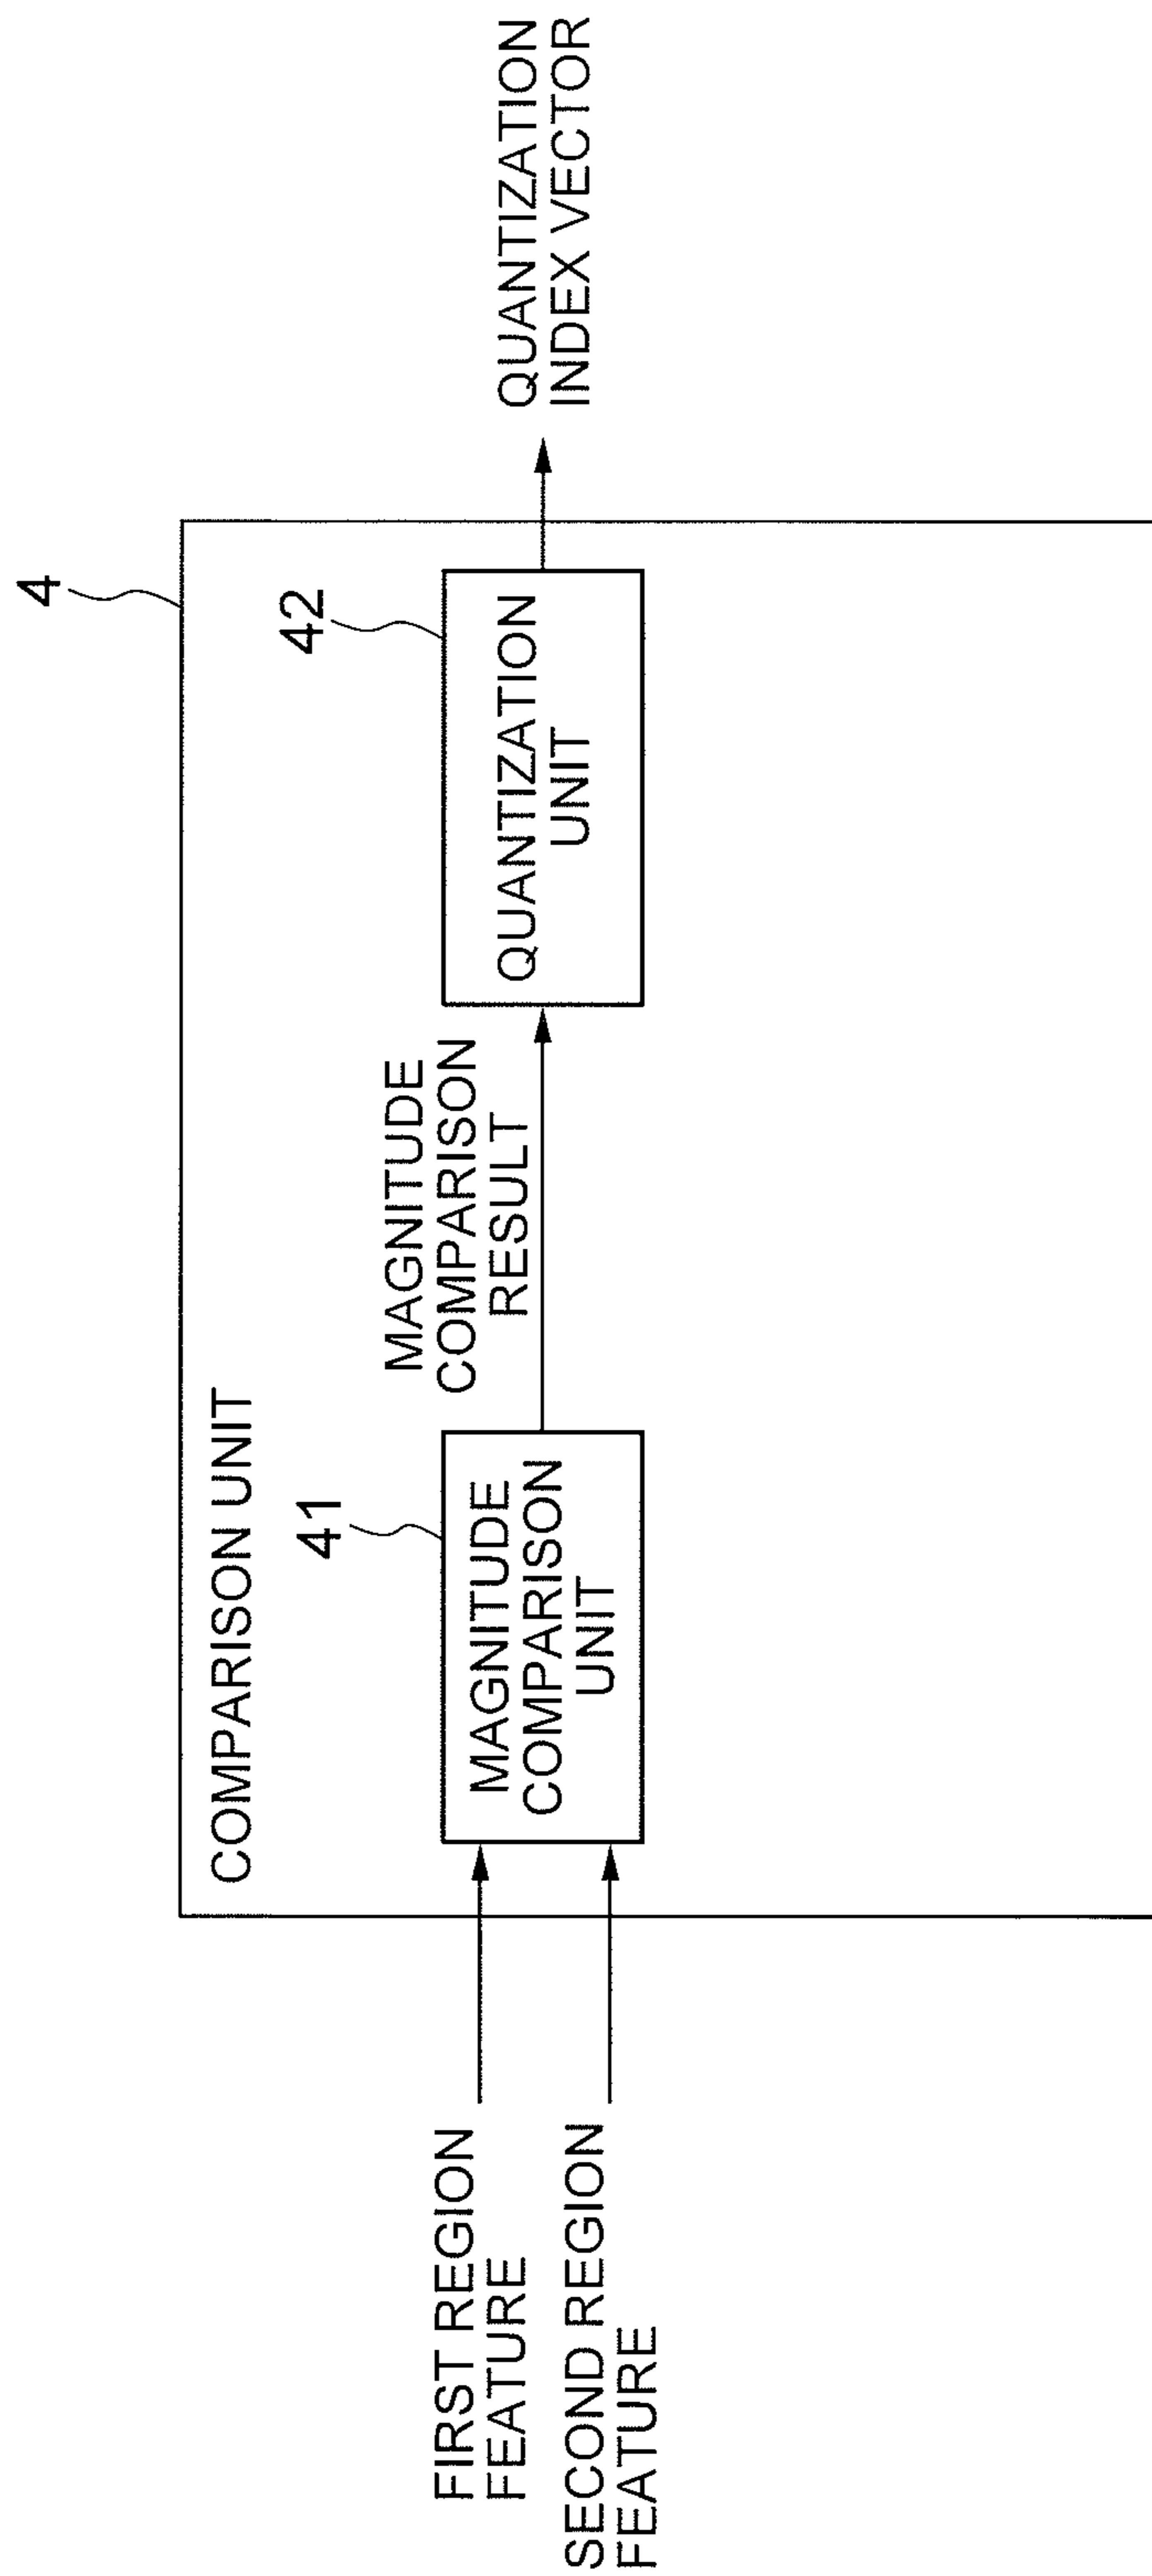 4
COMPARISON UNIT
FIRST REGION
FEATURE
SECOND REGION
FEATURE
41
MAGNITUDE
COMPARISON
UNIT
MAGNITUDE
COMPARISON
RESULT
42
QUANTIZATION
UNIT
QUANTIZATION
INDEX VECTOR